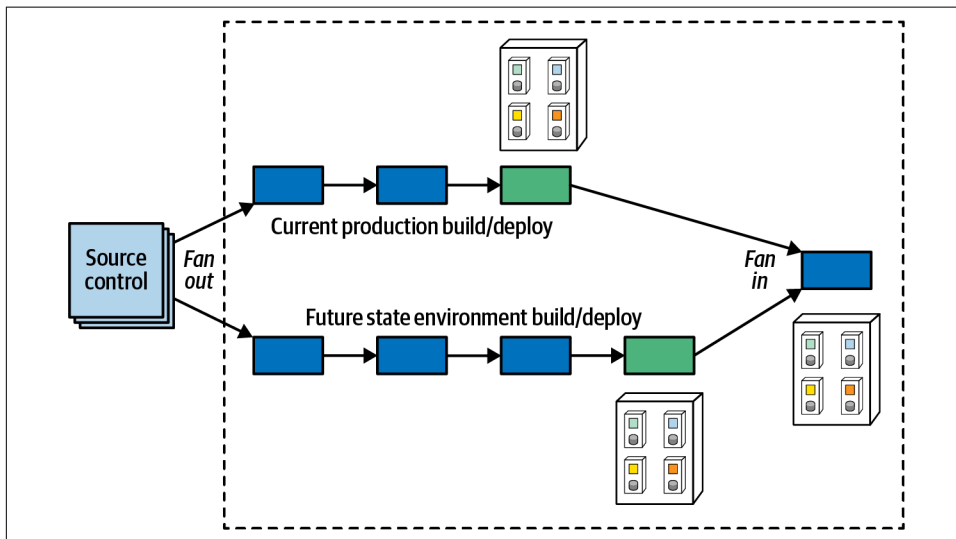 Source
control
Fan
out
Current production build/deploy
Future state environment build/deploy
Fan
in